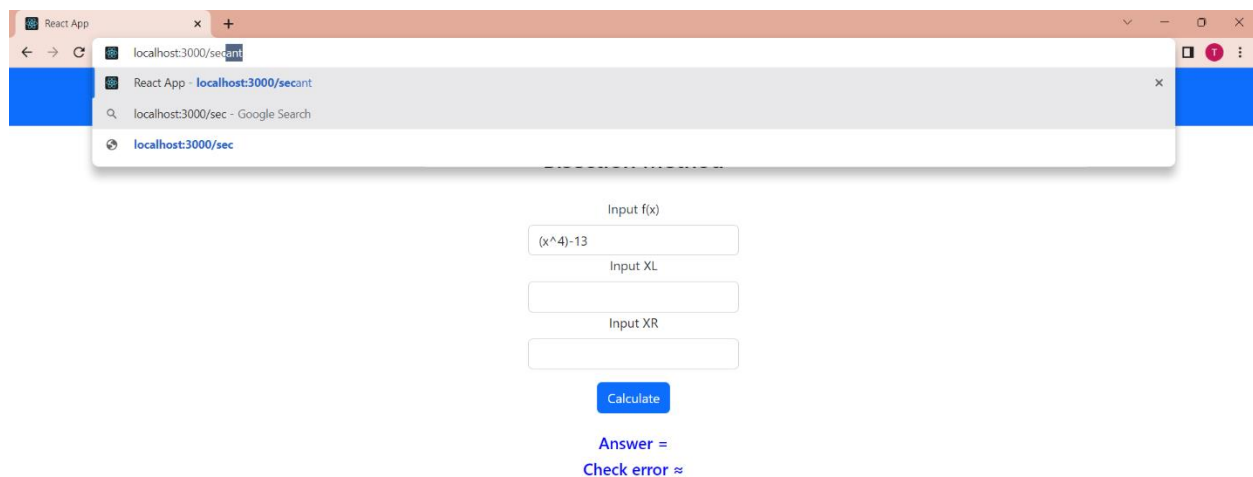 React App
localhost:3000/secant
T
React App - localhost:3000/secant
localhost:3000/sec - Google Search
localhost:3000/sec
Input f(x)
(x^4)-13
Input XL
Input XR
Calculate
Answer =
Check error ≈